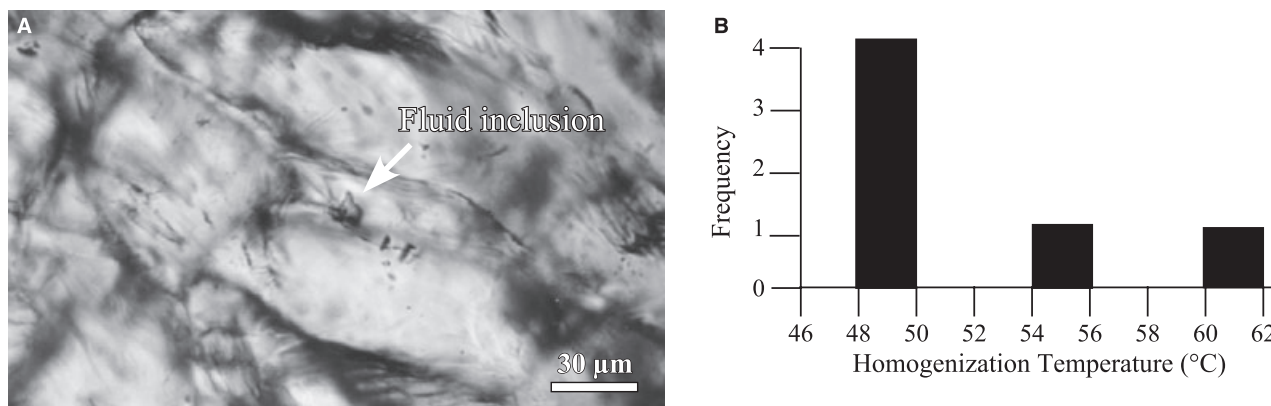 A
Fluid inclusion
30 µm
B
Frequency
4
3
2
1
0
46 48 50 52 54 56 58 60 62
Homogenization Temperature (°C)